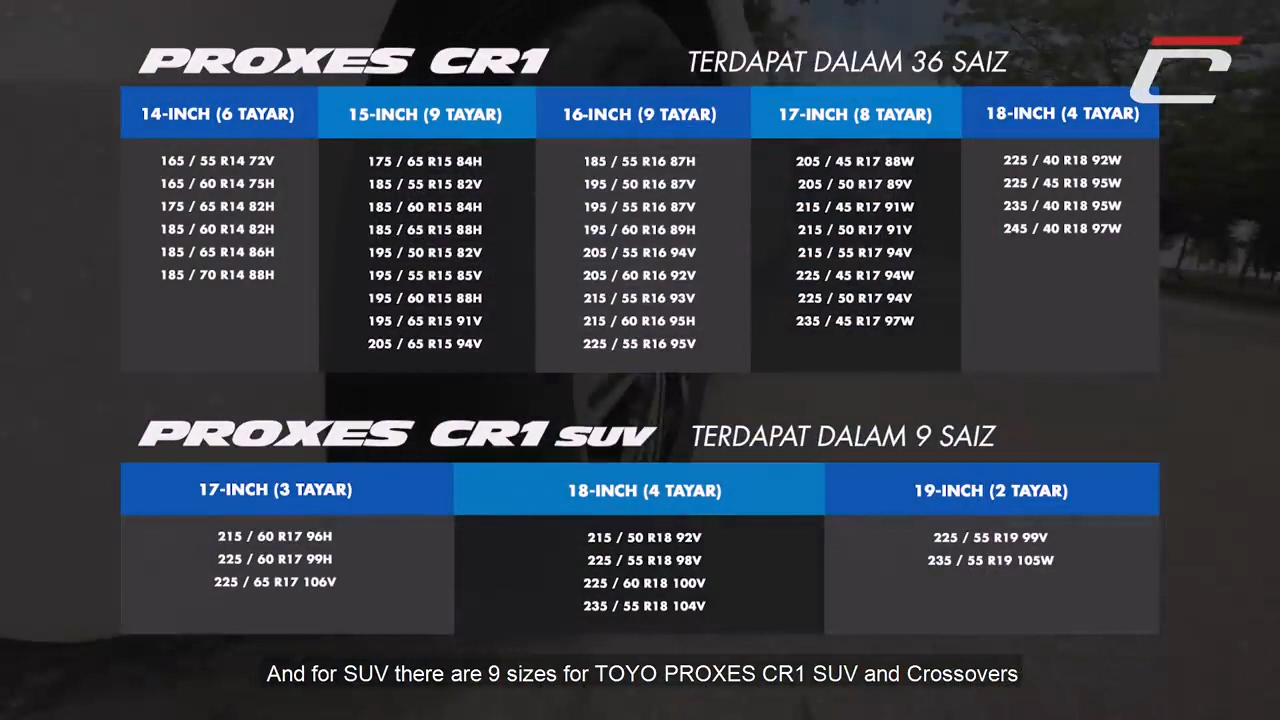 PROXES CR1 TERDAPAT DALAM 36 SAIZ
14-INCH (6 TAYAR) 15-INCH (9 TAYAR) 16-INCH (9 TAYAR) 17-INCH (8 TAYAR) 18-INCH (4 TAYAR)
165 / 55 R14 72V 175 / 65 R15 84H 185 / 55 R16 87H 205 / 45 R17 88W 225 / 40 R18 92W
165 / 60 R14 75H 185 / 55 R15 82V 195 / 50 R16 87V 205 / 50 R17 89V 225 / 45 R18 95W
175 / 65 R14 82H 185 / 60 R15 84H 195 / 55 R16 87V 215 / 45 R17 91W 235 / 40 R18 95W
185 / 60 R14 82H 185 / 65 R15 88H 195 / 60 R16 89H 215 / 50 R17 91V 245 / 40 R18 97W
185 / 65 R14 86H 195 / 50 R15 82V 205 / 55 R16 94V 215 / 55 R17 94V
185 / 70 R14 88H 195 / 55 R15 85V 205 / 60 R16 92V 225 / 45 R17 94W
195 / 60 R15 88H 215 / 55 R16 93V 225 / 50 R17 94V
195 / 65 R15 91V 215 / 60 R16 95H 235 / 45 R17 97W
205 / 65 R15 94V 225 / 55 R16 95V
PROXES CR1 SUV TERDAPAT DALAM 9 SAIZ
17-INCH (3 TAYAR) 18-INCH (4 TAYAR) 19-INCH (2 TAYAR)
215 / 60 R17 96H 215 / 50 R18 92V 225 / 55 R19 99V
225 / 60 R17 99H 225 / 55 R18 98V 235 / 55 R19 105W
225 / 65 R17 106V 225 / 60 R18 100V
235 / 55 R18 104V
And for SUV there are 9 sizes for TOYO PROXES CR1 SUV and Crossovers